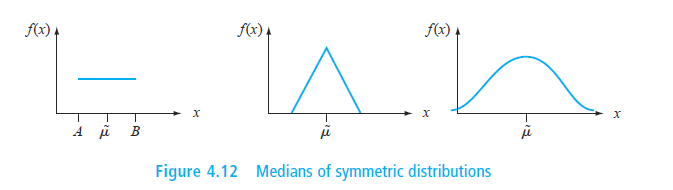 f(x) f(x) f(x)
x x x
A μ̃ B μ̃ μ̃
Figure 4.12 Medians of symmetric distributions